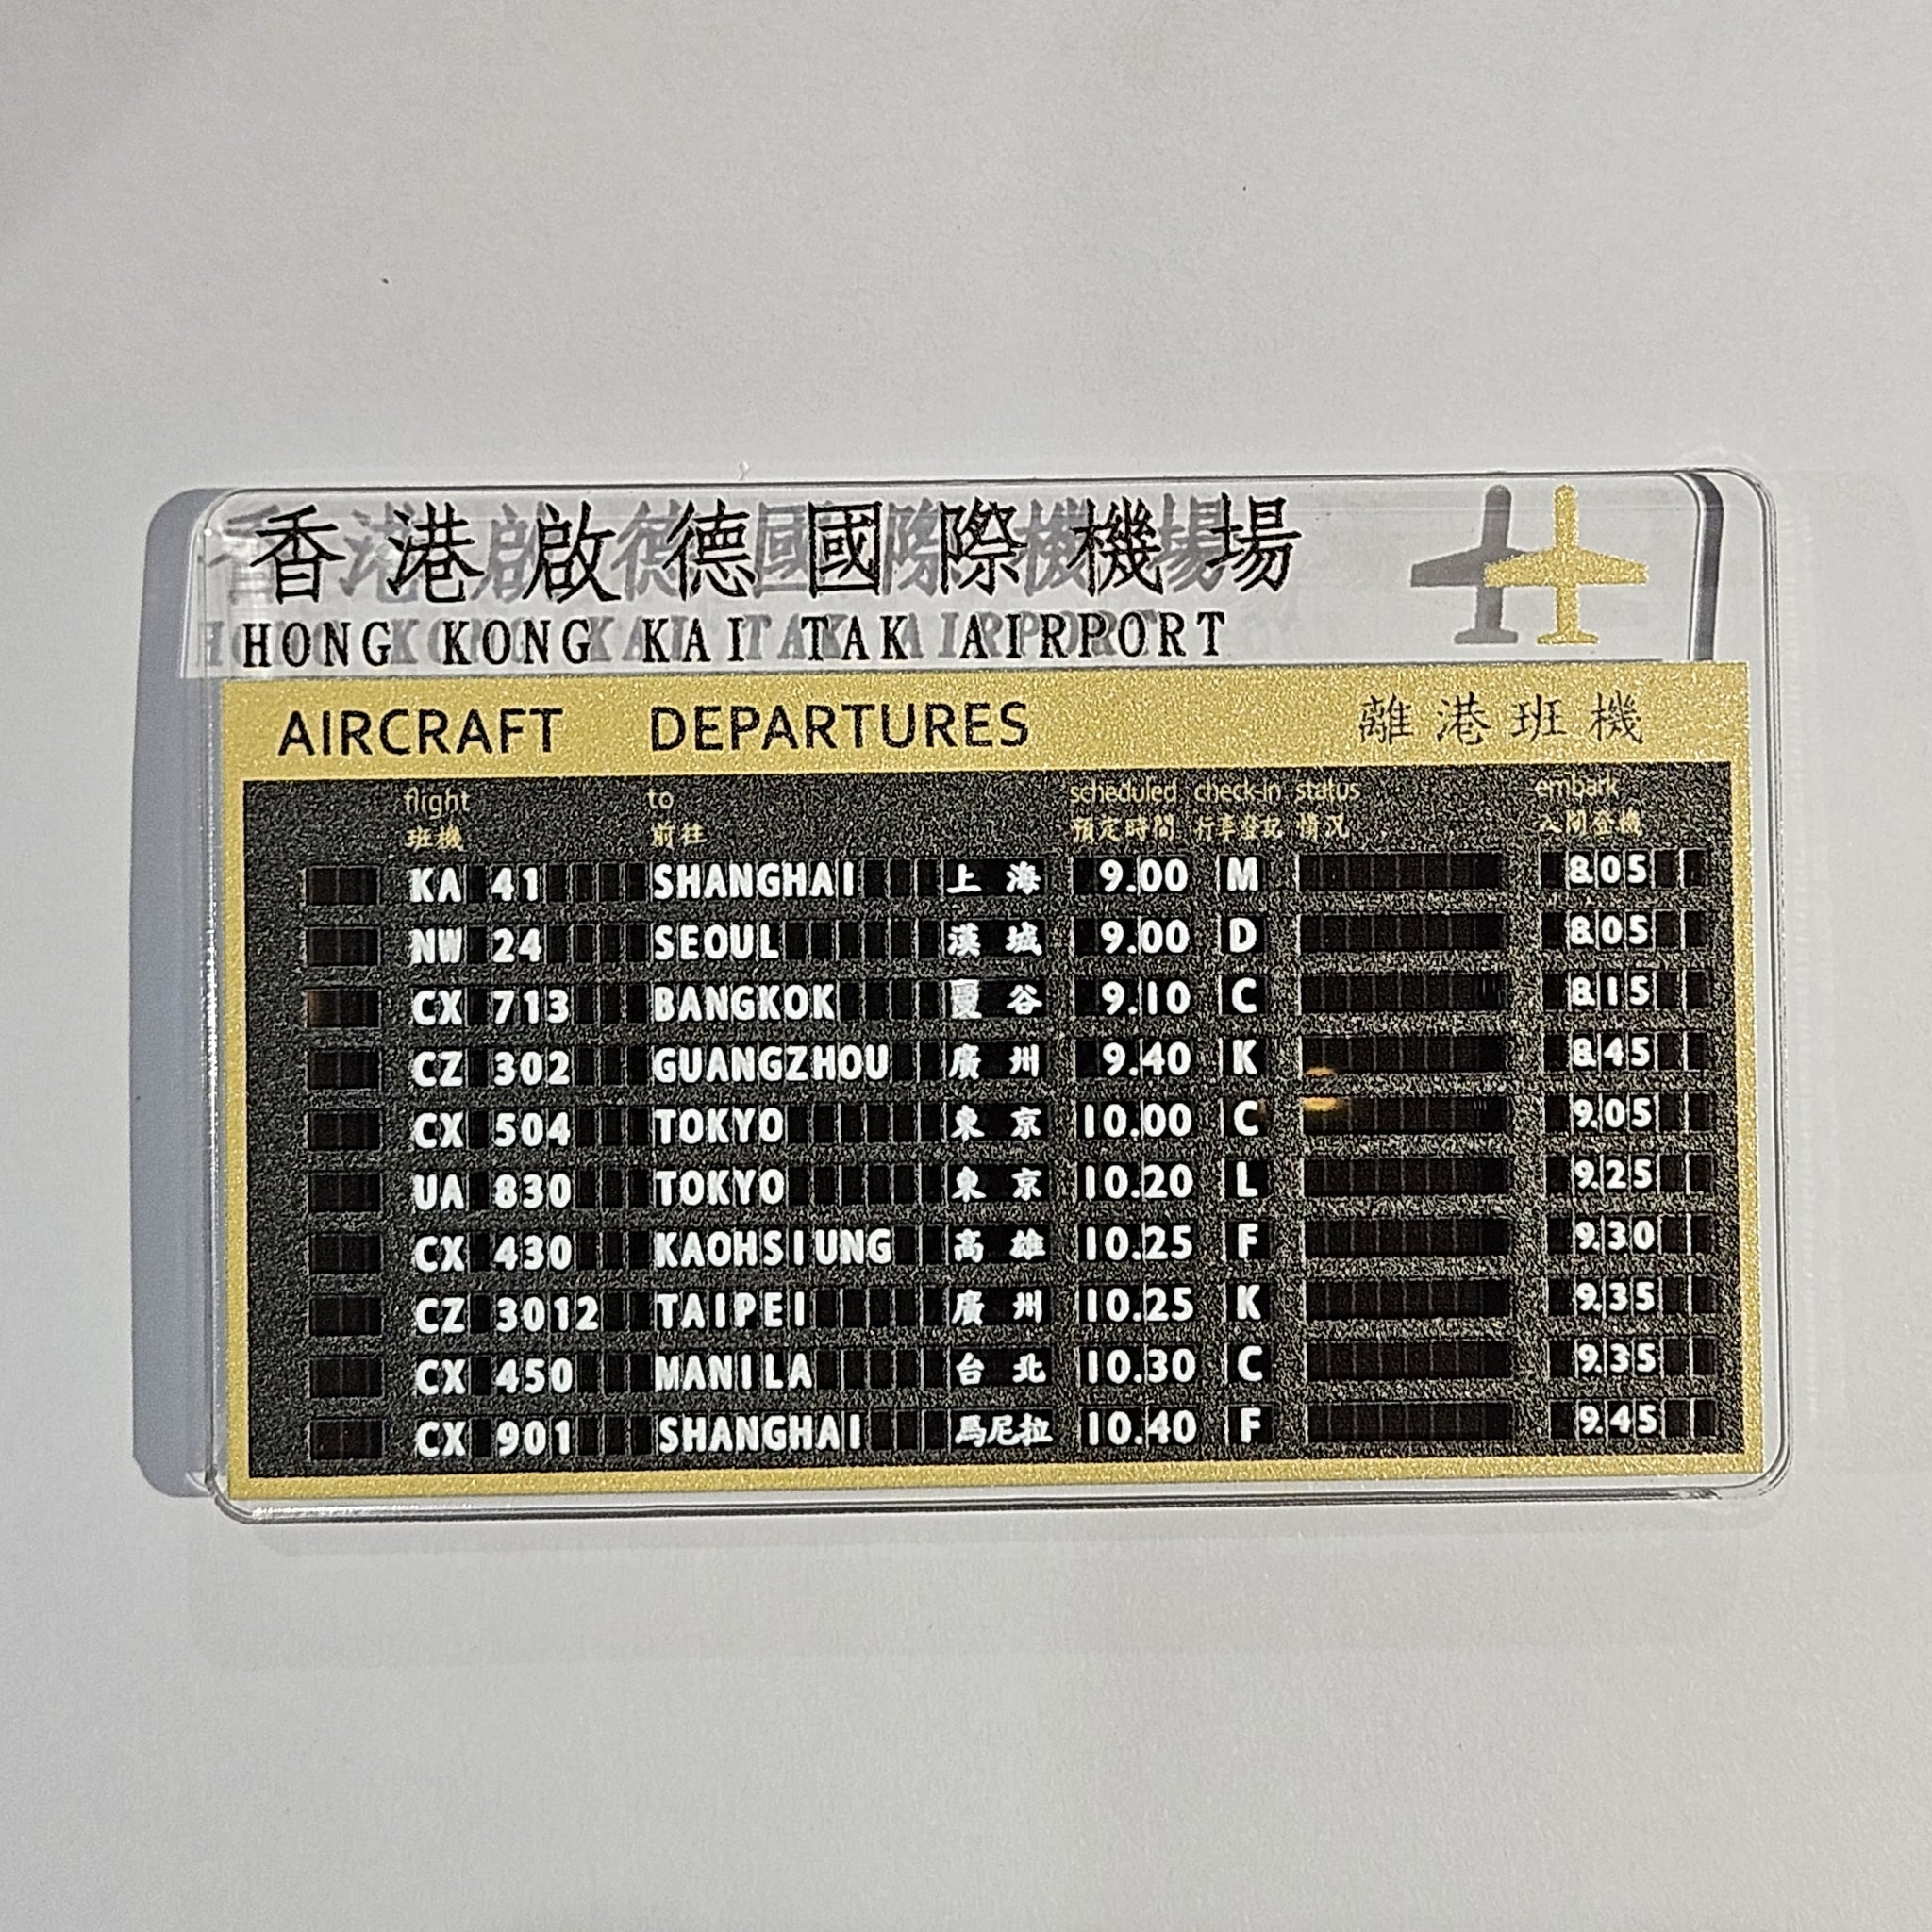 香港啟德國際機場
HONG KONG KAI TAK AIRPORT
AIRCRAFT DEPARTURES 離港班機
flight to scheduled check-in status embark
班機 前往 預定時間 行李登記 情況 入閘登機
KA 41 SHANGHAI 上海 9.00 M 8.05
NW 24 SEOUL 漢城 9.00 D 8.05
CX 713 BANGKOK 谷 9.10 C 8.15
CZ 302 GUANGZHOU 廣州 9.40 K 8.45
CX 504 TOKYO 東京 10.00 C 9.05
UA 830 TOKYO 東京 10.20 L 9.25
CX 430 KAOHSIUNG 高雄 10.25 F 9.30
CZ 3012 TAIPEI 廣州 10.25 K 9.35
CX 450 MANILA 台北 10.30 C 9.35
CX 901 SHANGHAI 馬尼拉 10.40 F 9.45